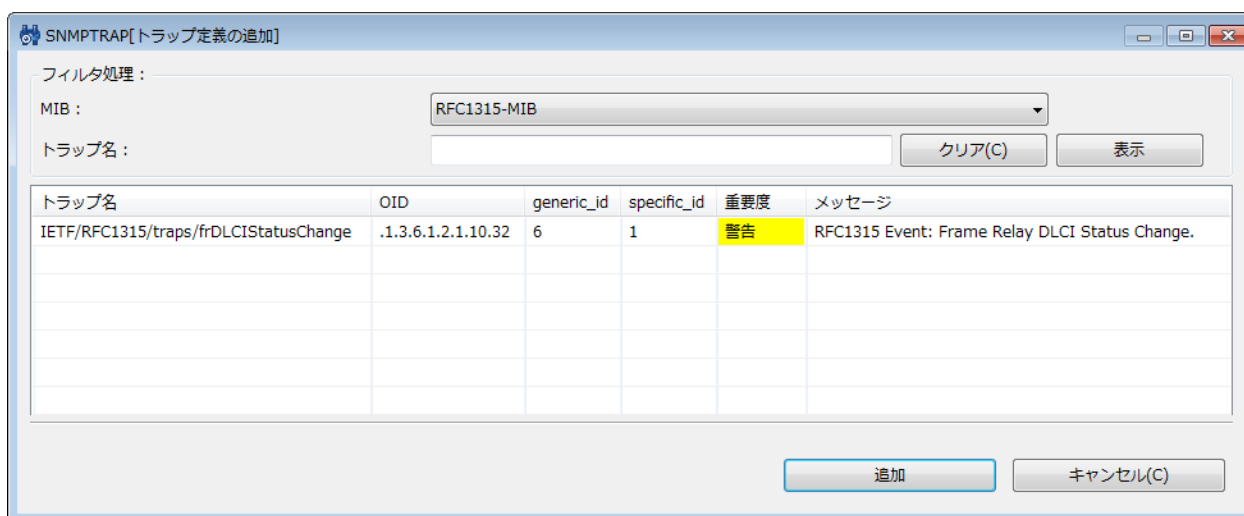 SNMPTRAP[トラップ定義の追加]
フィルタ処理：
MIB： RFC1315-MIB
トラップ名： クリア(C) 表示
トラップ名 OID generic_id specific_id 重要度 メッセージ
IETF/RFC1315/traps/frDLCIStatusChange .1.3.6.1.2.1.10.32 6 1 警告 RFC1315 Event: Frame Relay DLCI Status Change.
追加 キャンセル(C)